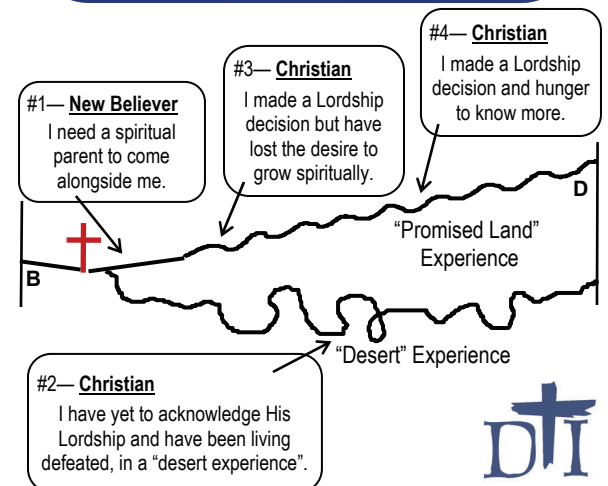 #4— Christian
I made a Lordship
decision and hunger
to know more.
#3— Christian
I made a Lordship
decision but have
lost the desire to
grow spiritually.
#1— New Believer
I need a spiritual
parent to come
alongside me.
B
D
“Promised Land”
Experience
“Desert” Experience
#2— Christian
I have yet to acknowledge His
Lordship and have been living
defeated, in a “desert experience”.
DTI